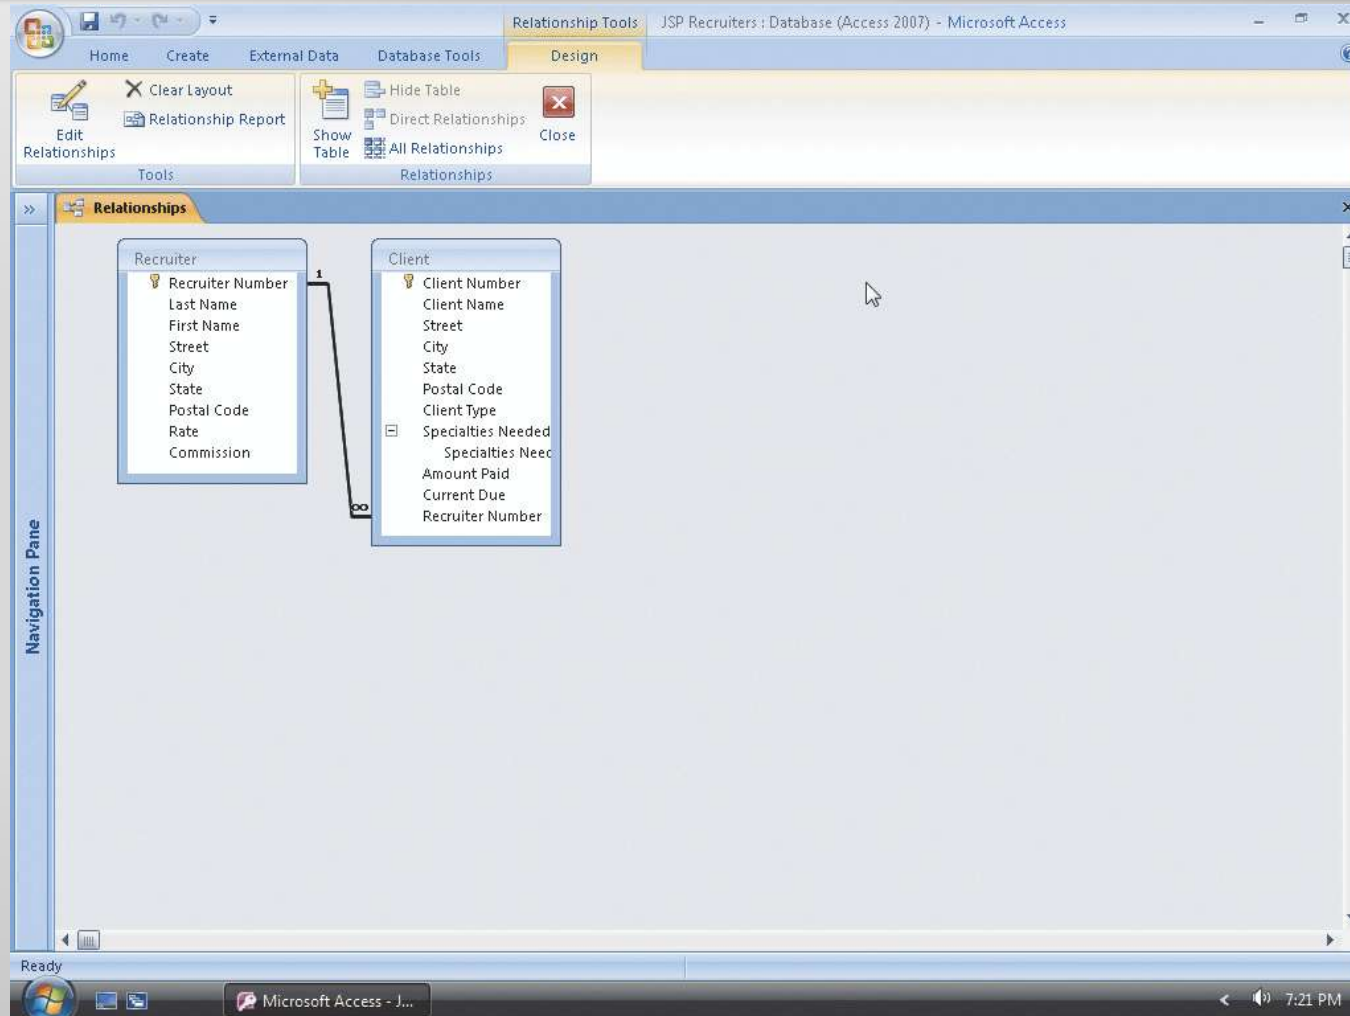 Relationship Tools
JSP Recruiters : Database (Access 2007) - Microsoft Access
Home Create External Data Database Tools Design
Edit Relationships
Clear Layout
Relationship Report
Tools
Show Table
Hide Table
Direct Relationships
All Relationships
Close
Relationships
Relationships
Navigation Pane
Recruiter
Recruiter Number
Last Name
First Name
Street
City
State
Postal Code
Rate
Commission
1
∞
Client
Client Number
Client Name
Street
City
State
Postal Code
Client Type
Specialties Needed
Specialties Need
Amount Paid
Current Due
Recruiter Number
Ready
Microsoft Access - J...
7:21 PM